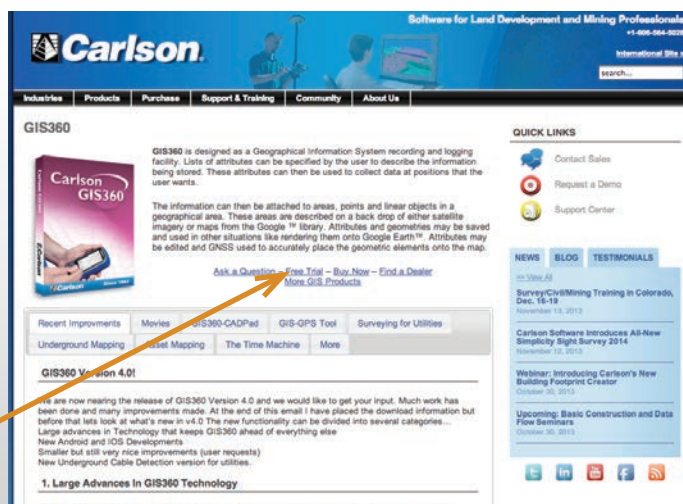 Software for Land Development and Mining Professionals
+1-606-564-5028
Carlson
International Site »
search...
Industries Products Purchase Support & Training Community About Us
GIS360
Carlson
GIS360
Carlson
Carlson Since 1983
GIS360 is designed as a Geographical Information System recording and logging
facility. Lists of attributes can be specified by the user to describe the information
being stored. These attributes can then be used to collect data at positions that the
user wants.
The information can then be attached to areas, points and linear objects in a
geographical area. These areas are described on a back drop of either satellite
imagery or maps from the Google ™ library. Attributes and geometries may be saved
and used in other situations like rendering them onto Google Earth™. Attributes may
be edited and GNSS used to accurately place the geometric elements onto the map.
Ask a Question – Free Trial – Buy Now – Find a Dealer
More GIS Products
QUICK LINKS
Contact Sales
Request a Demo
Support Center
NEWS BLOG TESTIMONIALS
>> View All
Survey/Civil/Mining Training in Colorado,
Dec. 16-19
November 13, 2013
Carlson Software Introduces All-New
Simplicity Sight Survey 2014
November 12, 2013
Webinar: Introducing Carlson's New
Building Footprint Creator
October 30, 2013
Upcoming: Basic Construction and Data
Flow Seminars
October 30, 2013
Recent Improvments Movies GIS360-CADPad GIS-GPS Tool Surveying for Utilities
Underground Mapping Asset Mapping The Time Machine More
GIS360 Version 4.0!
We are now nearing the release of GIS360 Version 4.0 and we would like to get your input. Much work has
been done and many improvements made. At the end of this email I have placed the download information but
before that lets look at what's new in v4.0 The new functionality can be divided into several categories...
Large advances in Technology that keeps GIS360 ahead of everything else
New Android and IOS Developments
Smaller but still very nice improvements (user requests)
New Underground Cable Detection version for utilities.
1. Large Advances In GIS360 Technology